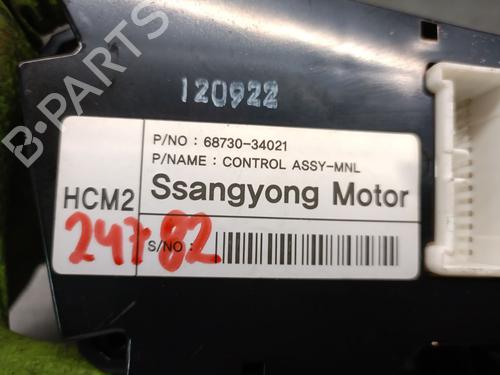 B-PARTS
120922
P/NO : 68730-34021
P/NAME : CONTROL ASSY-MNL
HCM2 Ssangyong Motor
24782
S/NO :